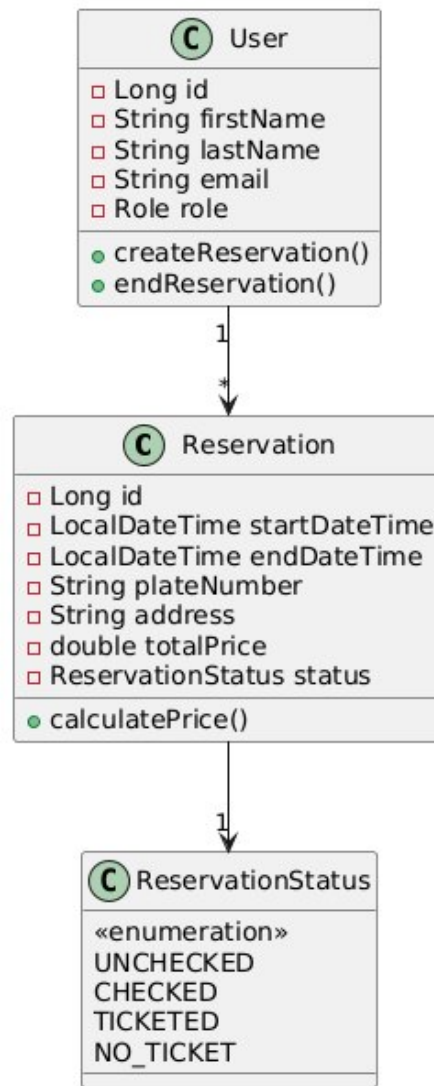 C User
Long id
String firstName
String lastName
String email
Role role
createReservation()
endReservation()
1
*
C Reservation
Long id
LocalDateTime startDateTime
LocalDateTime endDateTime
String plateNumber
String address
double totalPrice
ReservationStatus status
calculatePrice()
1
C ReservationStatus
«enumeration»
UNCHECKED
CHECKED
TICKETED
NO_TICKET